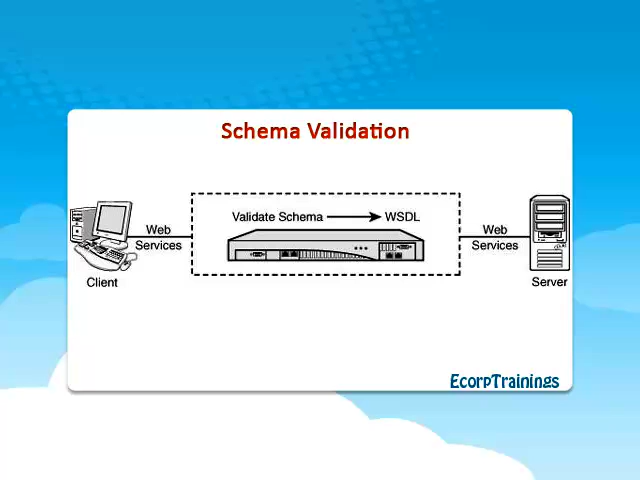 Schema Validation
Validate Schema WSDL
Web
Services
Web
Services
Client
Server
EcorpTrainings